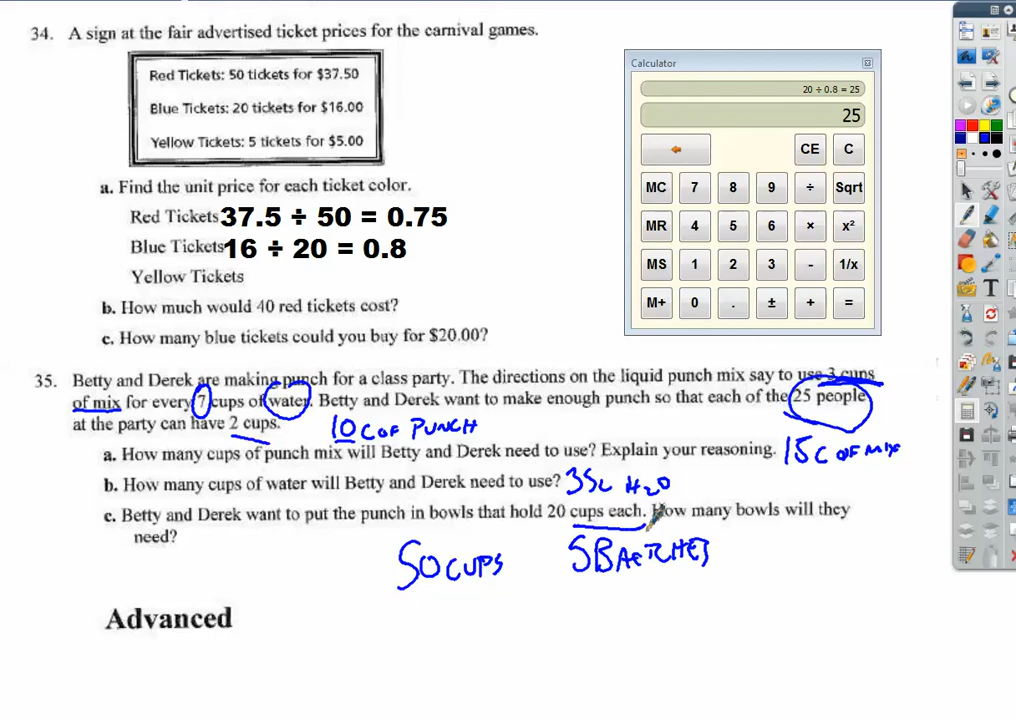 34. A sign at the fair advertised ticket prices for the carnival games.
Red Tickets: 50 tickets for $37.50
Blue Tickets: 20 tickets for $16.00
Yellow Tickets: 5 tickets for $5.00
a. Find the unit price for each ticket color.
Red Tickets 37.5 ÷ 50 = 0.75
Blue Tickets 16 ÷ 20 = 0.8
Yellow Tickets
b. How much would 40 red tickets cost?
c. How many blue tickets could you buy for $20.00?
Calculator
20 ÷ 0.8 = 25
25
CE C
MC 7 8 9 ÷ Sqrt
MR 4 5 6 × x²
MS 1 2 3 - 1/x
M+ 0 . ± + =
T
35. Betty and Derek are making punch for a class party. The directions on the liquid punch mix say to use 3 cups
of mix for every 7 cups of water. Betty and Derek want to make enough punch so that each of the 25 people
at the party can have 2 cups. 10 C OF PUNCH
a. How many cups of punch mix will Betty and Derek need to use? Explain your reasoning. 15C OF MIX
b. How many cups of water will Betty and Derek need to use? 35C H2O
c. Betty and Derek want to put the punch in bowls that hold 20 cups each. How many bowls will they
need?
50 CUPS 5 BATCHES
Advanced